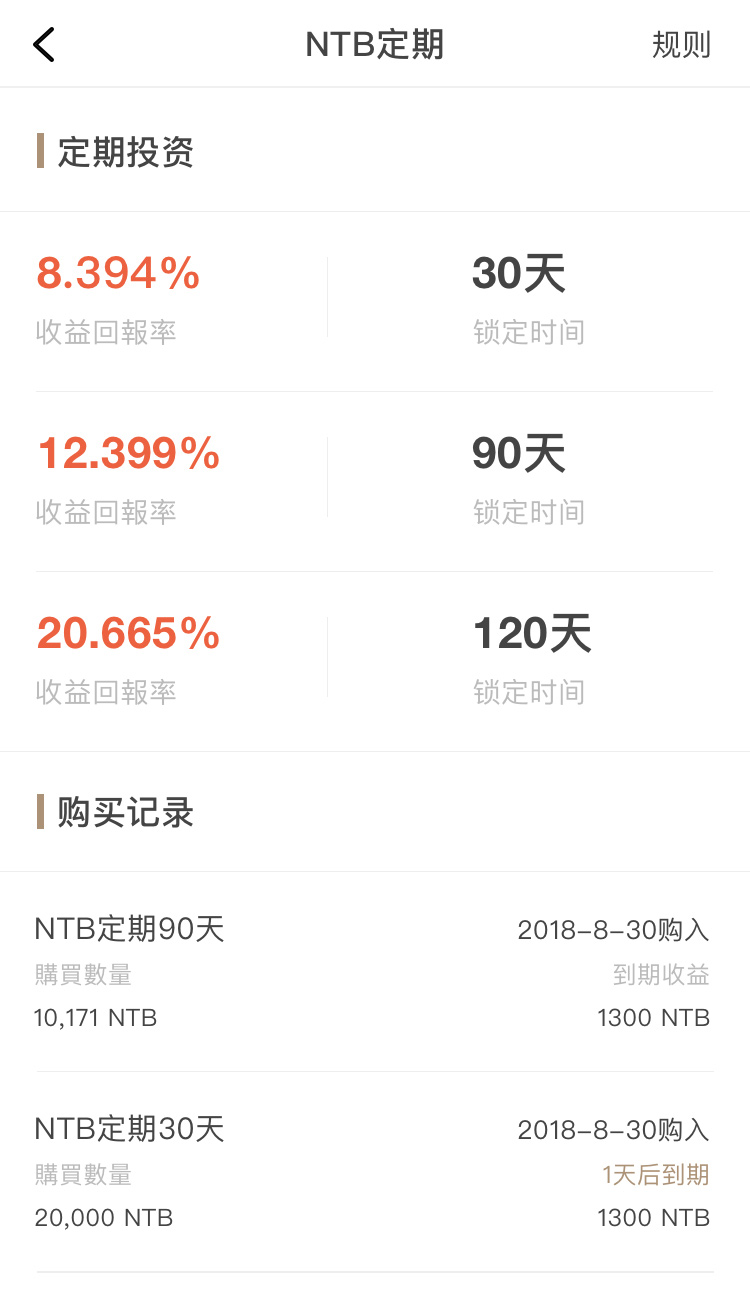 NTB定期
规则
定期投资
8.394% 30天
收益回報率 锁定时间
12.399% 90天
收益回報率 锁定时间
20.665% 120天
收益回報率 锁定时间
购买记录
NTB定期90天 2018-8-30购入
購買數量 到期收益
10,171 NTB 1300 NTB
NTB定期30天 2018-8-30购入
購買數量 1天后到期
20,000 NTB 1300 NTB